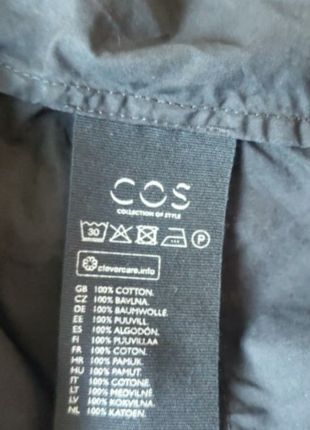 COS
COLLECTION OF STYLE
30 P
clevercare.info
GB 100% COTTON.
CZ 100% BAVLNA.
DE 100% BAUMWOLLE.
EE 100% PUUVILL.
ES 100% ALGODÓN.
FI 100% PUUVILLAA
FR 100% COTON.
HR 100% PAMUK.
HU 100% PAMUT.
IT 100% COTONE.
LT 100% MEDVILNĖ.
LV 100% KOKVILNA.
NL 100% KATOEN.